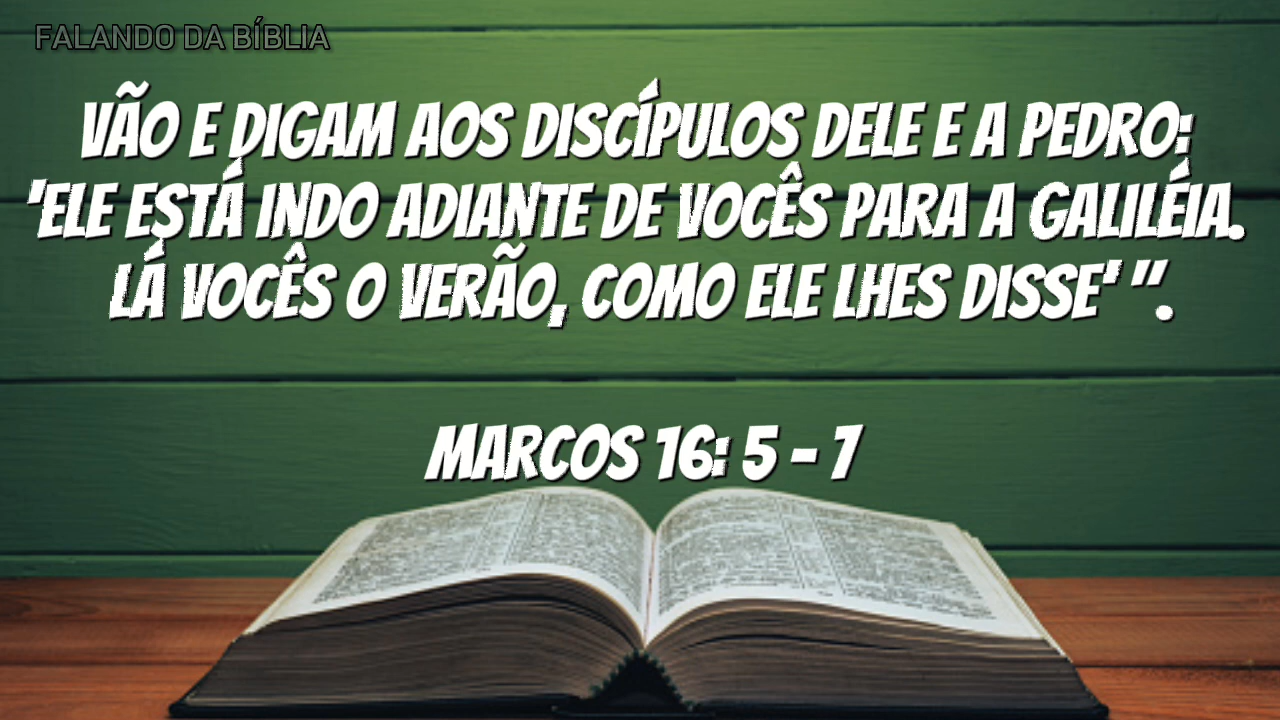 FALANDO DA BÍBLIA
VÃO E DIGAM AOS DISCÍPULOS DELE E A PEDRO:
'ELE ESTÁ INDO ADIANTE DE VOCÊS PARA A GALILÉIA.
LÁ VOCÊS O VERÃO, COMO ELE LHES DISSE' ".
MARCOS 16: 5 - 7